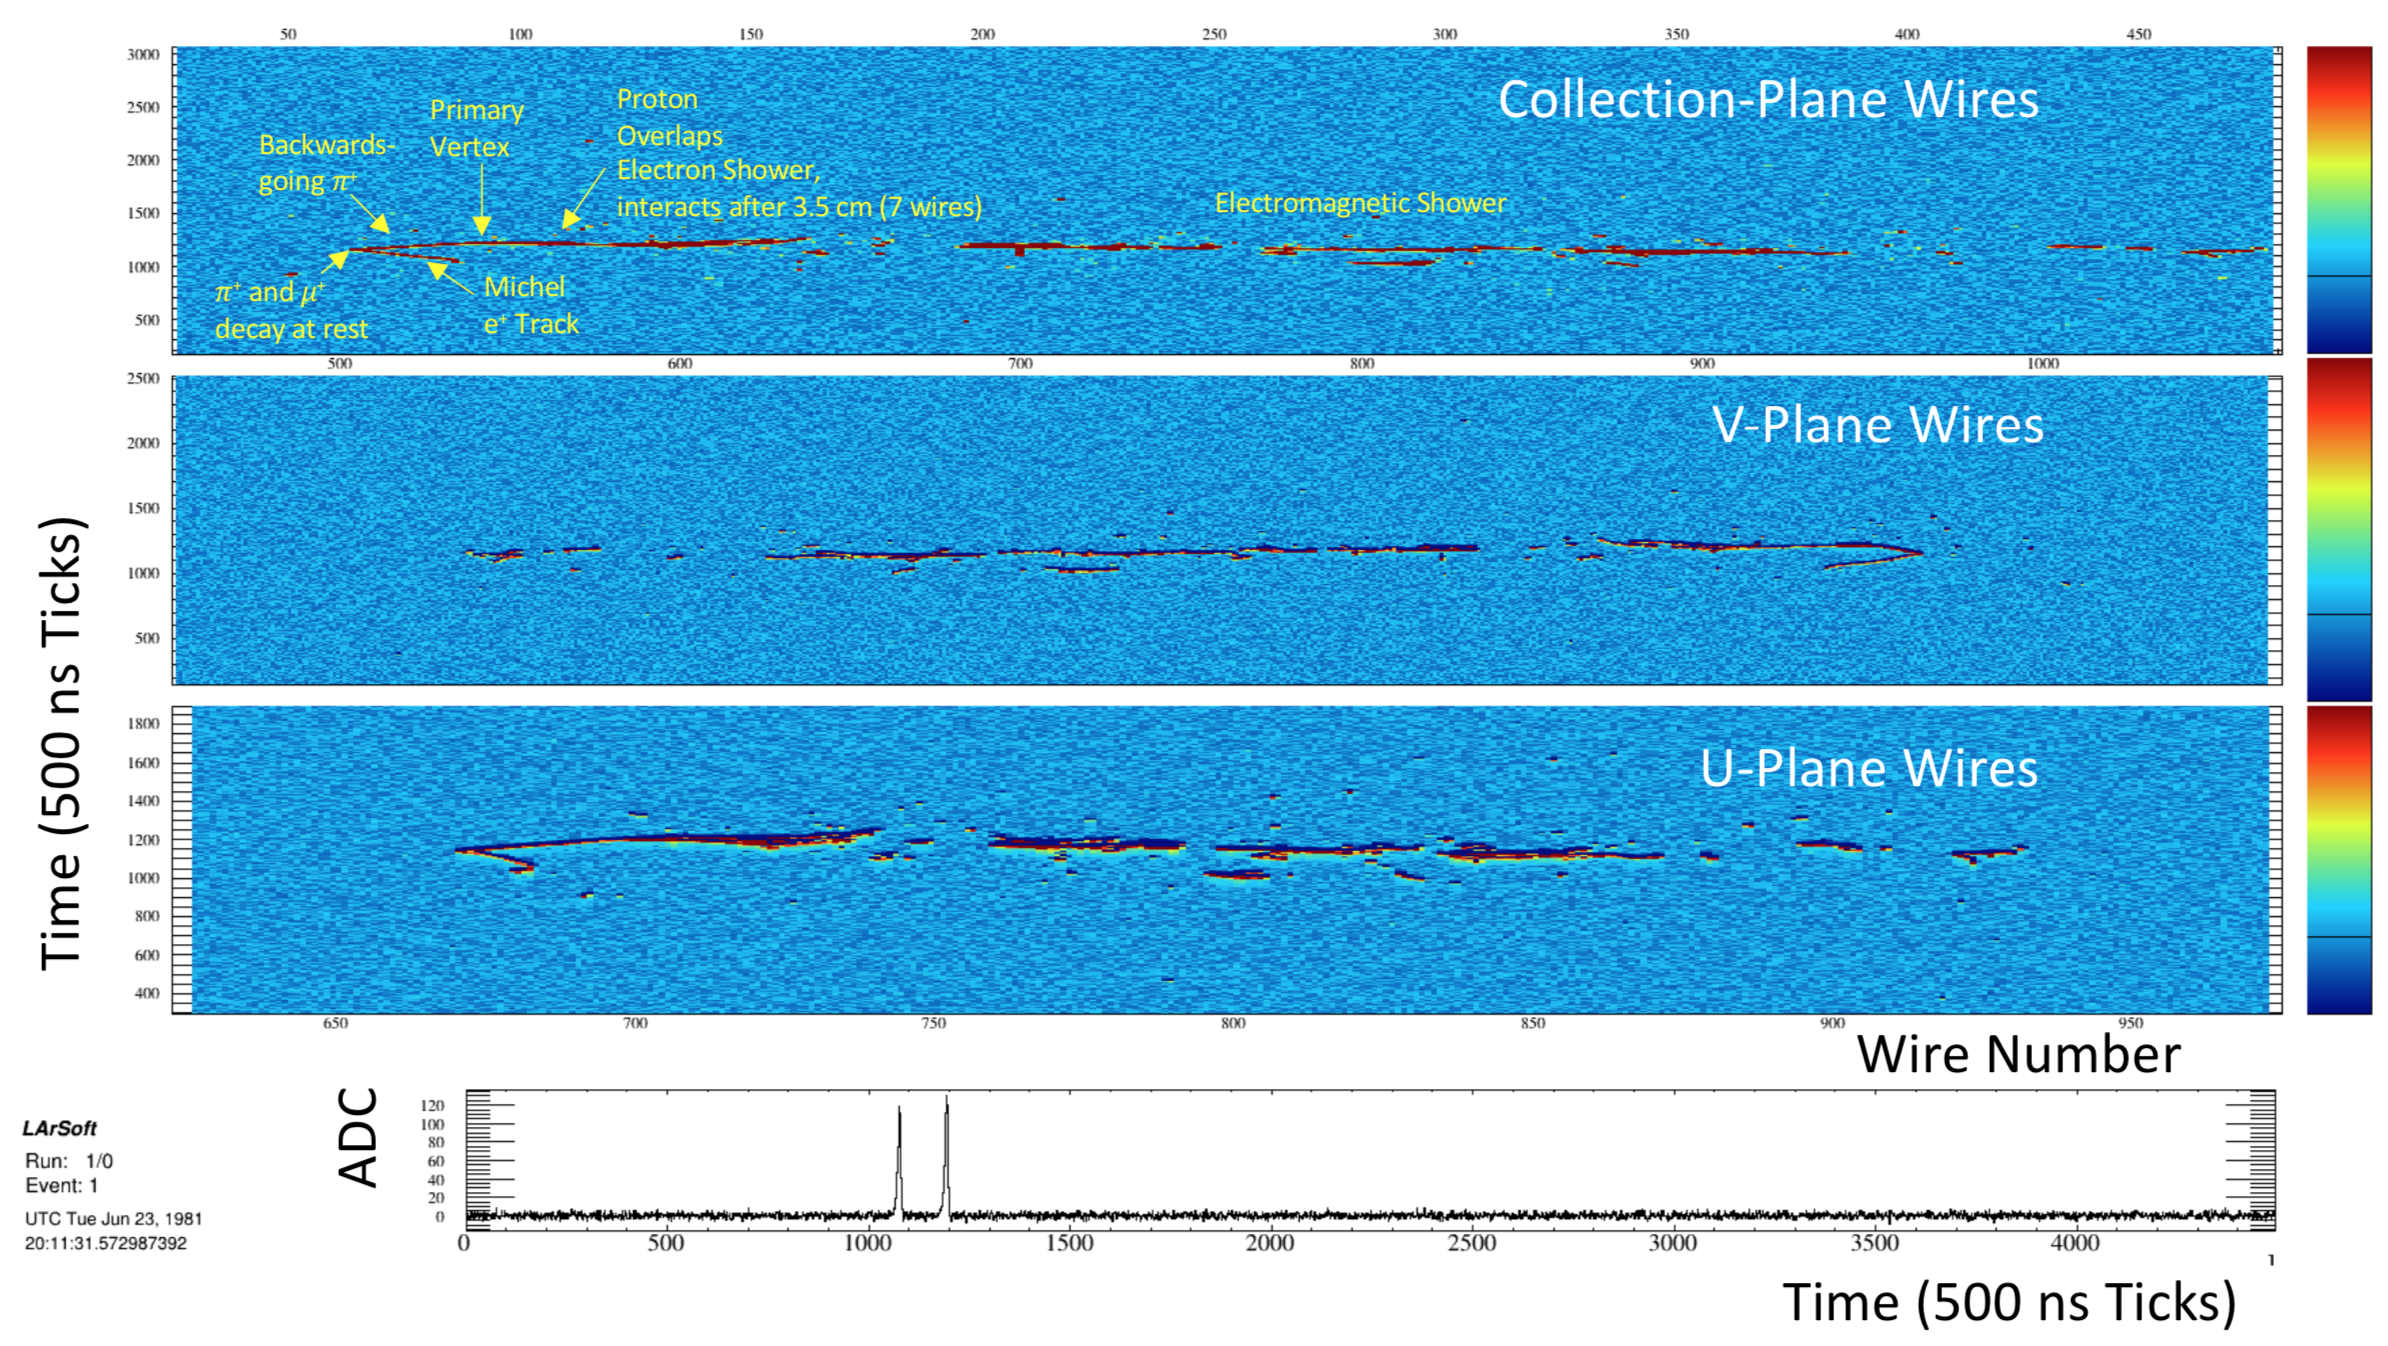 50 100 150 200 250 300 350 400 450
3000
2500
2000
1500
1000
500
Collection-Plane Wires
Primary
Vertex
Proton
Overlaps
Electron Shower,
interacts after 3.5 cm (7 wires)
Backwards-
going π⁺
Electromagnetic Shower
π⁺ and μ⁺
decay at rest
Michel
e⁺ Track
500 600 700 800 900 1000
2500
2000
1500
1000
500
V-Plane Wires
Time (500 ns Ticks)
1800
1600
1400
1200
1000
800
600
400
U-Plane Wires
650 700 750 800 850 900 950
Wire Number
ADC
120
100
80
60
40
20
0
0 500 1000 1500 2000 2500 3000 3500 4000
1
Time (500 ns Ticks)
LArSoft
Run: 1/0
Event: 1
UTC Tue Jun 23, 1981
20:11:31.572987392